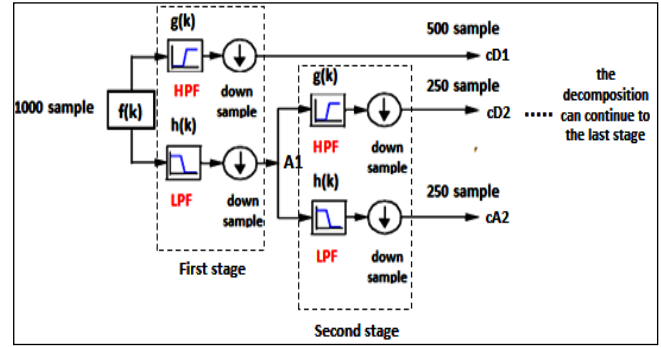 g(k)
500 sample
cD1
HPF
down
sample
1000 sample
f(k)
h(k)
LPF
down
sample
First stage
A1
g(k)
250 sample
cD2
HPF
down
sample
h(k)
250 sample
cA2
LPF
down
sample
Second stage
.....
the
decomposition
can continue to
the last stage